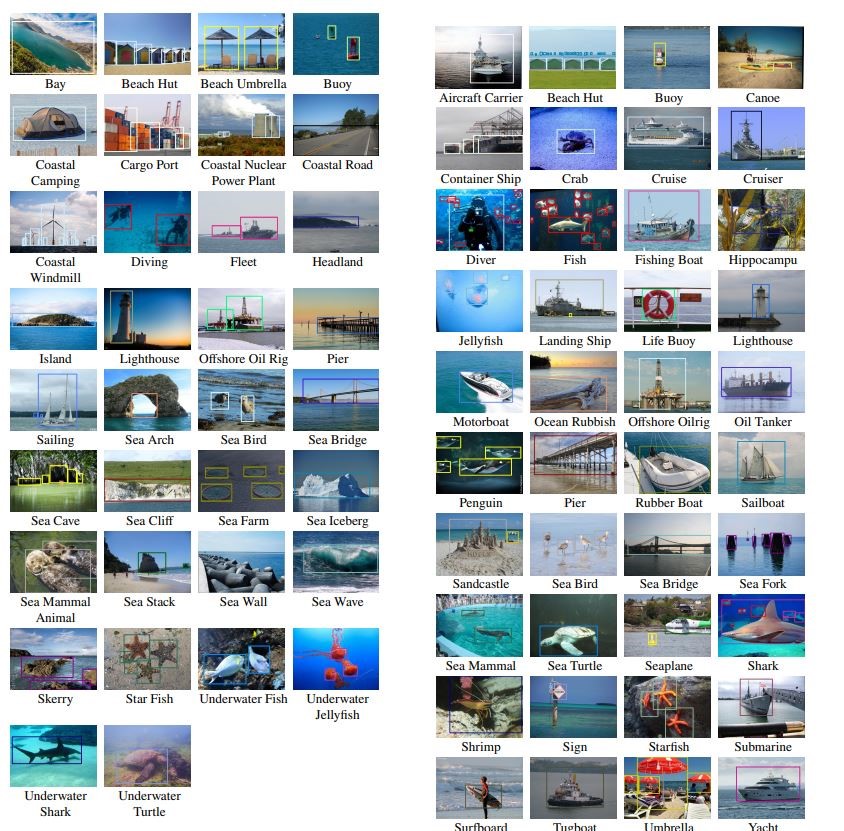 Bay Beach Hut Beach Umbrella Buoy
Coastal Camping Cargo Port Coastal Nuclear Power Plant Coastal Road
Coastal Windmill Diving Fleet Headland
Island Lighthouse Offshore Oil Rig Pier
Sailing Sea Arch Sea Bird Sea Bridge
Sea Cave Sea Cliff Sea Farm Sea Iceberg
Sea Mammal Animal Sea Stack Sea Wall Sea Wave
Skerry Star Fish Underwater Fish Underwater Jellyfish
Underwater Shark Underwater Turtle
Aircraft Carrier Beach Hut Buoy Canoe
Container Ship Crab Cruise Cruiser
Diver Fish Fishing Boat Hippocampu
Jellyfish Landing Ship Life Buoy Lighthouse
Motorboat Ocean Rubbish Offshore Oilrig Oil Tanker
Penguin Pier Rubber Boat Sailboat
Sandcastle Sea Bird Sea Bridge Sea Fork
Sea Mammal Sea Turtle Seaplane Shark
Shrimp Sign Starfish Submarine
Surfboard Tugboat Umbrella Yacht